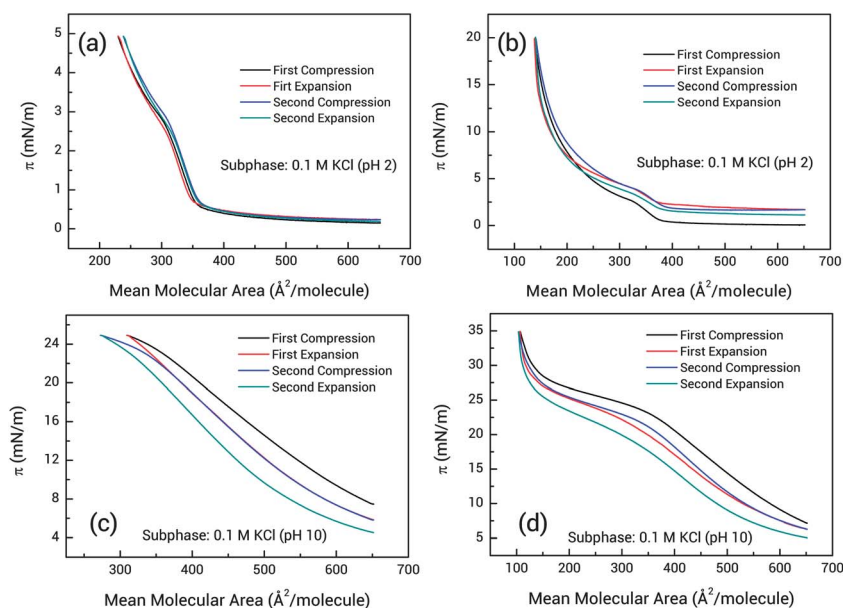 (a)
5
4
3
2
1
0
π (mN/m)
First Compression
Firt Expansion
Second Compression
Second Expansion
Subphase: 0.1 M KCl (pH 2)
200 300 400 500 600 700
Mean Molecular Area (Å²/molecule)
(b)
20
15
10
5
0
π (mN/m)
First Compression
First Expansion
Second Compression
Second Expansion
Subphase: 0.1 M KCl (pH 2)
100 200 300 400 500 600 700
Mean Molecular Area (Å²/molecule)
24
20
16
12
8
4
π (mN/m)
First Compression
First Expansion
Second Compression
Second Expansion
(c)
Subphase: 0.1 M KCl (pH 10)
300 400 500 600 700
Mean Molecular Area (Å²/molecule)
35
30
25
20
15
10
5
π (mN/m)
First Compression
First Expansion
Second Compression
Second Expansion
(d)
Subphase: 0.1 M KCl (pH 10)
100 200 300 400 500 600 700
Mean Molecular Area (Å²/molecule)